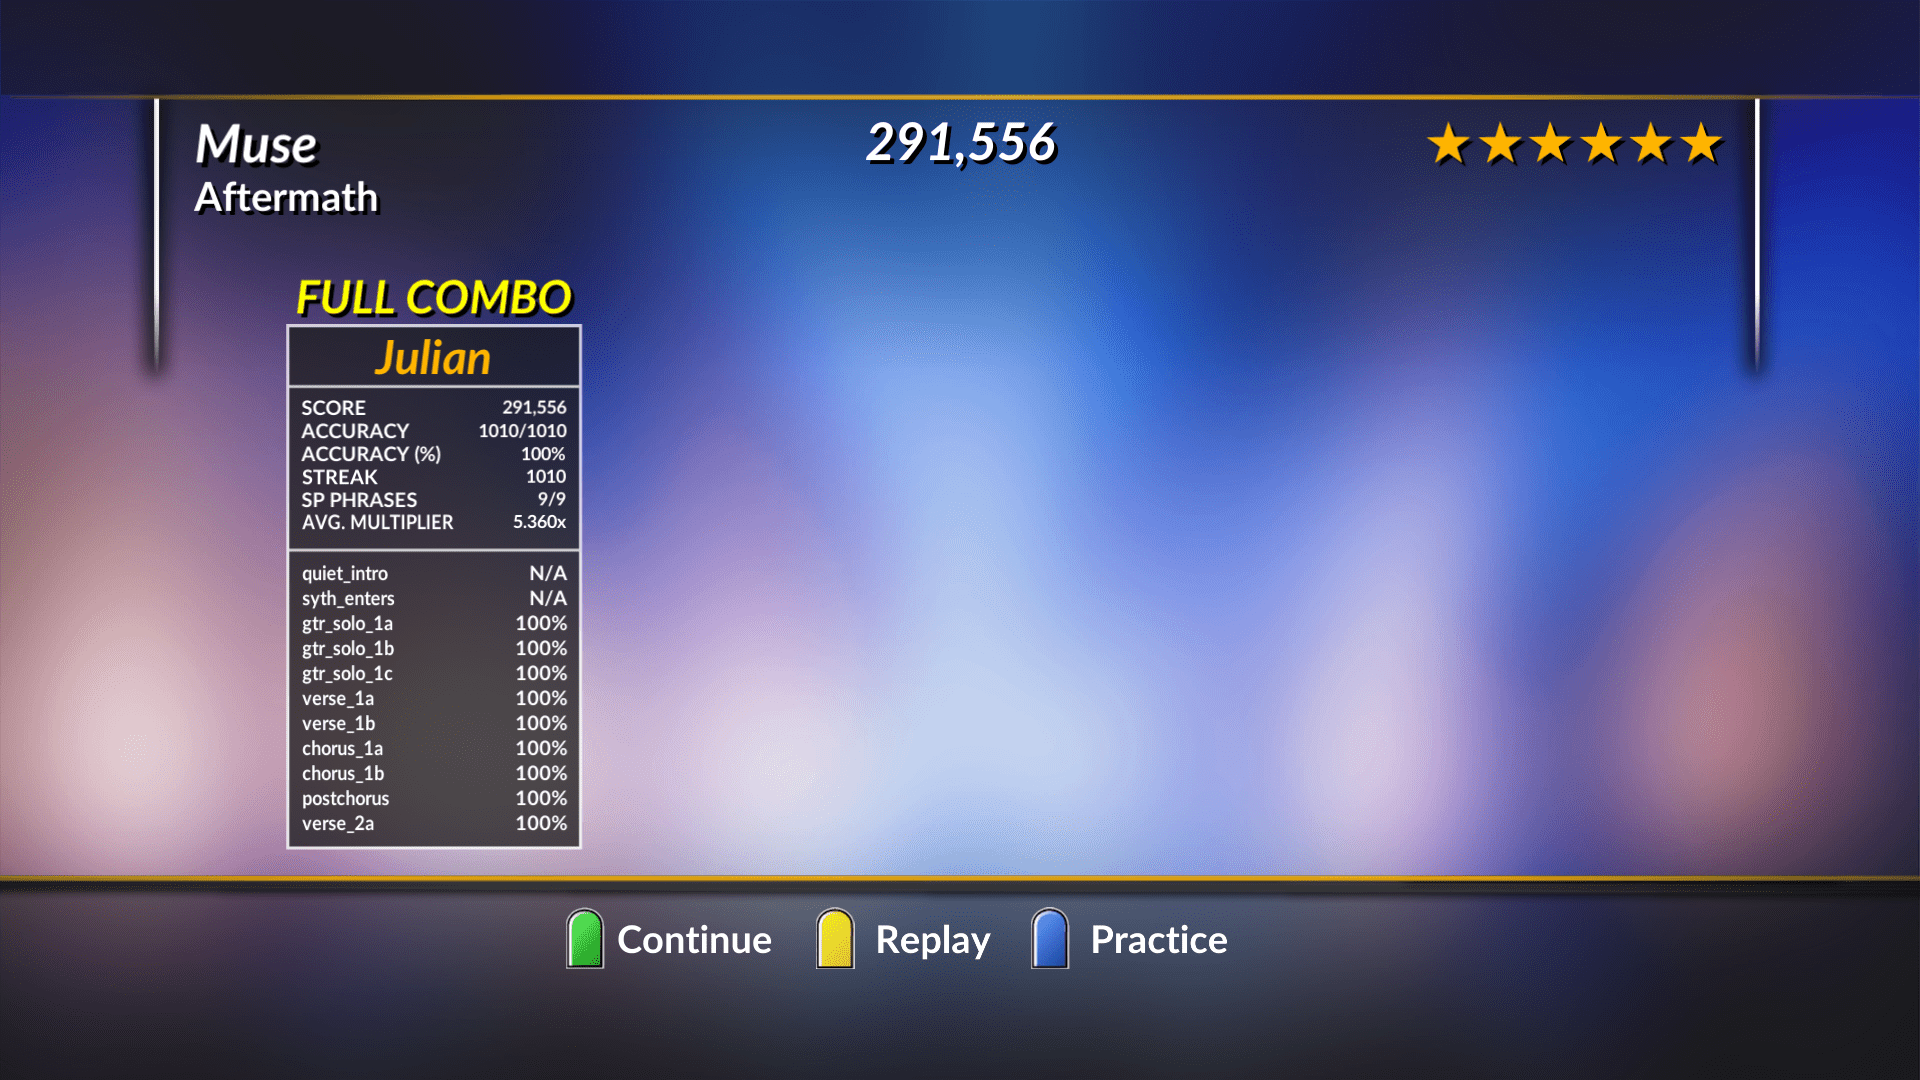 Muse
Aftermath
291,556
FULL COMBO
Julian
SCORE 291,556
ACCURACY 1010/1010
ACCURACY (%) 100%
STREAK 1010
SP PHRASES 9/9
AVG. MULTIPLIER 5.360x
quiet_intro N/A
syth_enters N/A
gtr_solo_1a 100%
gtr_solo_1b 100%
gtr_solo_1c 100%
verse_1a 100%
verse_1b 100%
chorus_1a 100%
chorus_1b 100%
postchorus 100%
verse_2a 100%
Continue Replay Practice